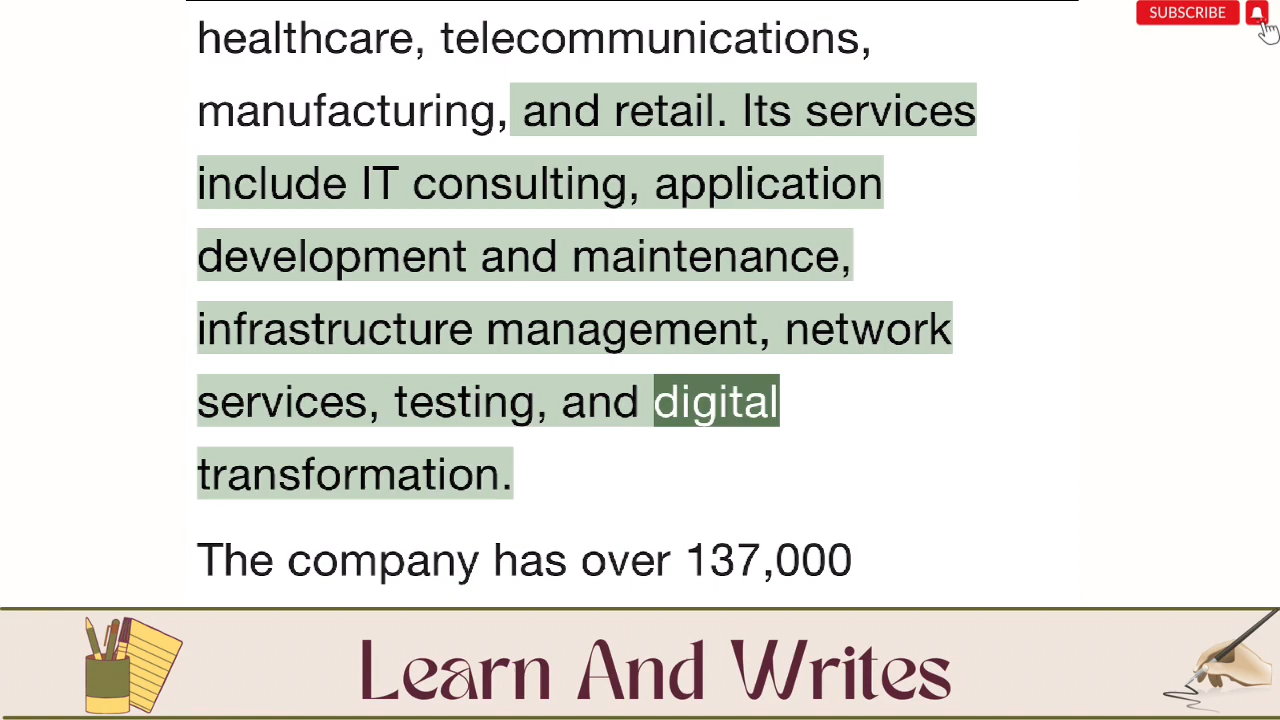 SUBSCRIBE
healthcare, telecommunications,
manufacturing, and retail. Its services
include IT consulting, application
development and maintenance,
infrastructure management, network
services, testing, and digital
transformation.
The company has over 137,000
Learn And Writes